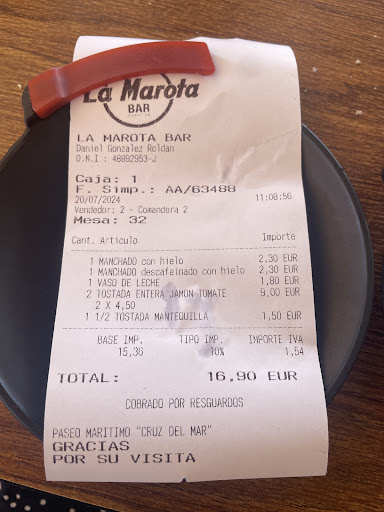 La Marota
BAR
LA MAROTA BAR
Daniel Gonzalez Roldan
D.N.I : 48892953-J
Caja: 1
F. Simp.: AA/63488
20/07/2024 11:08:56
Vendedor: 2 - Comandera 2
Mesa: 32
Cant. Artículo Importe
1 MANCHADO con hielo 2,30 EUR
1 MANCHADO descafeinado con hielo 2,30 EUR
1 VASO DE LECHE 1,80 EUR
2 TOSTADA ENTERA JAMON TOMATE 9,00 EUR
2 X 4,50
1 1/2 TOSTADA MANTEQUILLA 1,50 EUR
BASE IMP. TIPO IMP. IMPORTE IVA
15,36 10% 1,54
TOTAL: 16,90 EUR
COBRADO POR RESGUARDOS
PASEO MARITIMO "CRUZ DEL MAR"
GRACIAS
POR SU VISITA